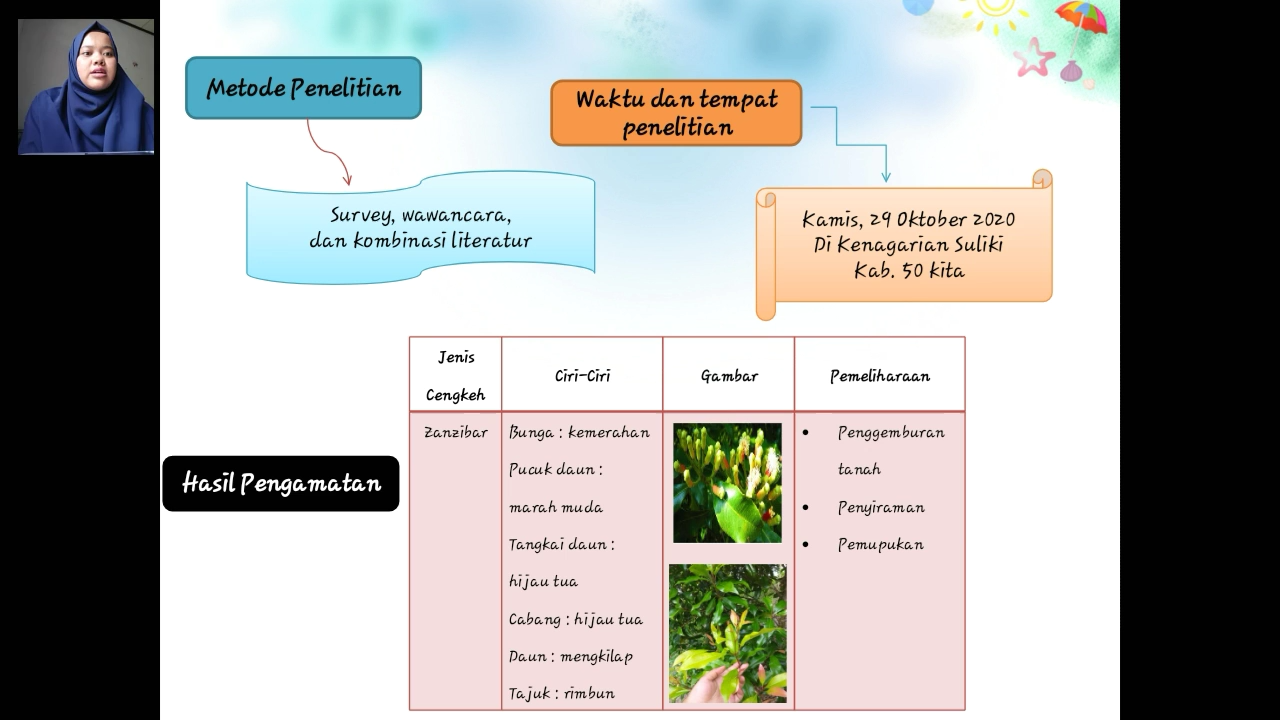 Metode Penelitian
Waktu dan tempat
penelitian
Survey, wawancara,
dan kombinasi literatur
Kamis, 29 Oktober 2020
Di Kenagarian Suliki
Kab. 50 kita
Jenis
Cengkeh
Ciri-Ciri
Gambar
Pemeliharaan
Hasil Pengamatan
Zanzibar
Bunga : kemerahan
Pucuk daun :
marah muda
Tangkai daun :
hijau tua
Cabang : hijau tua
Daun : mengkilap
Tajuk : rimbun
• Penggemburan
tanah
• Penyiraman
• Pemupukan